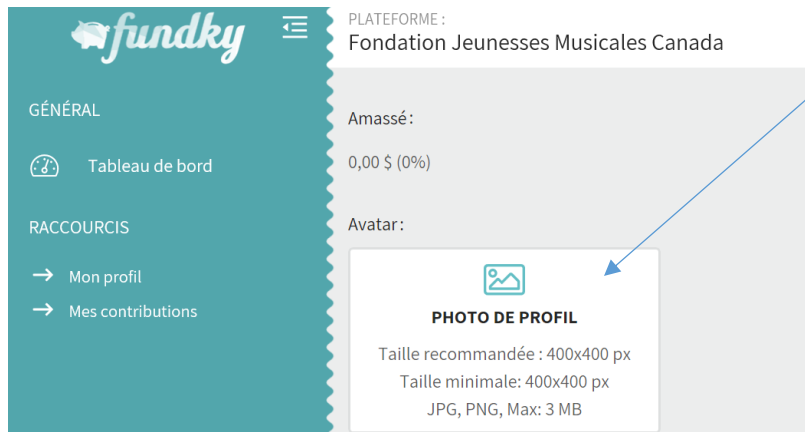 fundky
GÉNÉRAL
Tableau de bord
RACCOURCIS
Mon profil
Mes contributions
PLATEFORME :
Fondation Jeunesses Musicales Canada
Amassé :
0,00 $ (0%)
Avatar :
PHOTO DE PROFIL
Taille recommandée : 400x400 px
Taille minimale: 400x400 px
JPG, PNG, Max: 3 MB